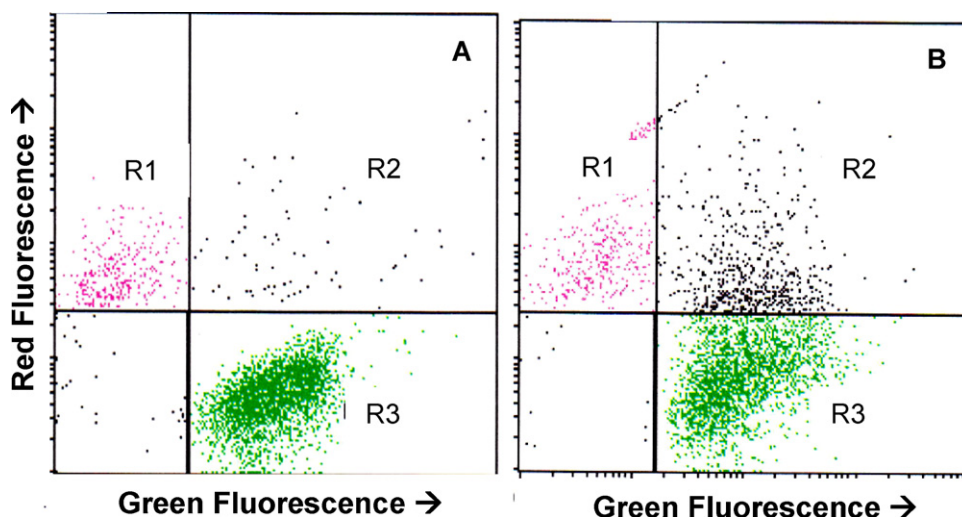 A
B
R1
R2
R1
R2
R3
R3
Red Fluorescence →
Green Fluorescence →
Green Fluorescence →